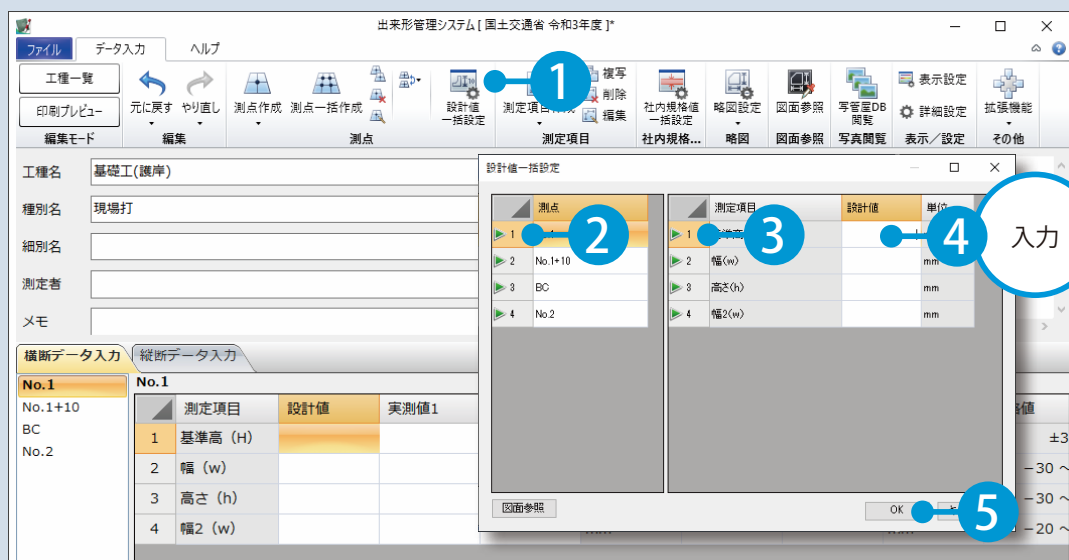 出来形管理システム [ 国土交通省 令和3年度 ]*
ファイル データ入力 ヘルプ
工種一覧
印刷プレビュー
編集モード
元に戻す やり直し
編集
測点作成 測点一括作成
測点
設計値
一括設定
1
複写
削除
編集
測定項目
社内規格値
一括設定
社内規格...
略図設定
略図
図面参照
図面参照
写管屋DB
閲覧
写真閲覧
表示設定
詳細設定
表示/設定
拡張機能
その他
工種名 基礎工(護岸)
種別名 現場打
細別名
測定者
メモ
設計値一括設定
測点
1
2 No.1+10
3 BC
4 No.2
2
測定項目 設計値 単位
1
2 幅(w) mm
3 高さ(h) mm
4 幅2(w) mm
3
4
入力
図面参照
OK
5
横断データ入力 縦断データ入力
No.1
No.1+10
BC
No.2
No.1
測定項目 設計値 実測値1
1 基準高 (H) ±3
2 幅 (w) -30 ~
3 高さ (h) -30 ~
4 幅2 (w) -20 ~